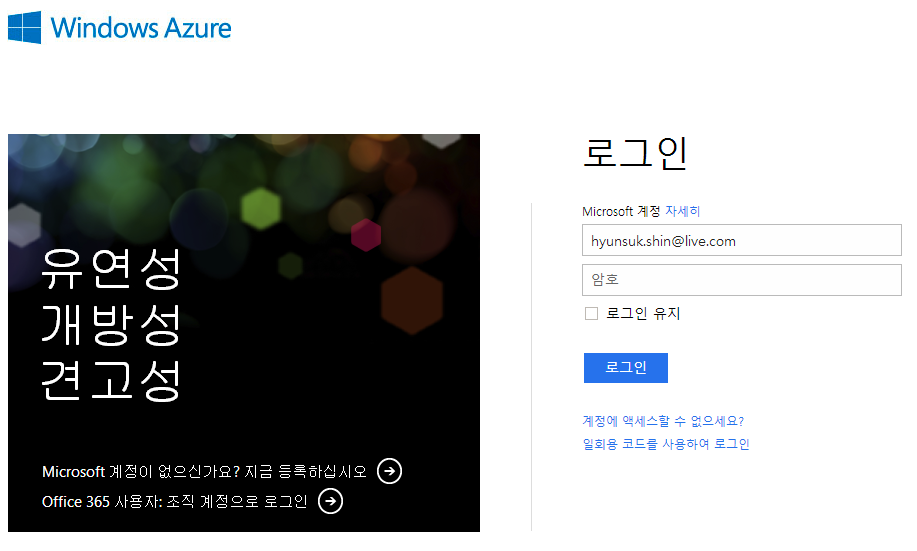 Windows Azure
유연성
개방성
견고성
Microsoft 계정이 없으신가요? 지금 등록하십시오
Office 365 사용자: 조직 계정으로 로그인
로그인
Microsoft 계정 자세히
hyunsuk.shin@live.com
암호
로그인 유지
로그인
계정에 액세스할 수 없으세요?
일회용 코드를 사용하여 로그인